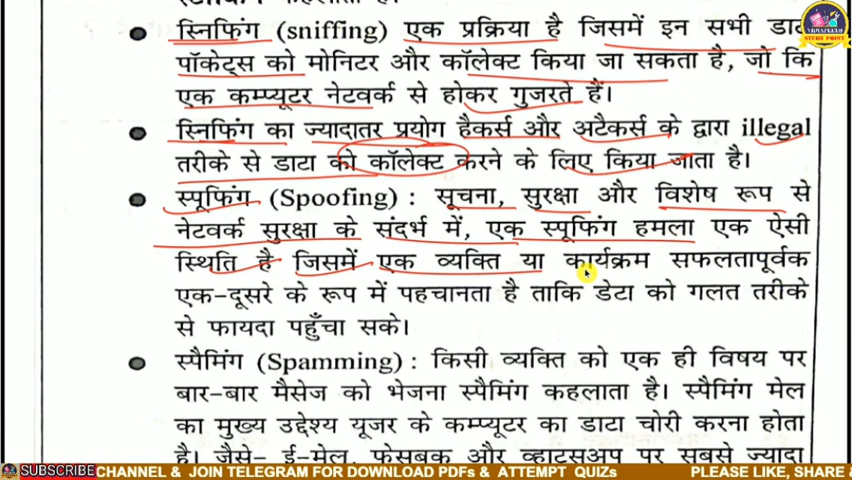 स्निफिंग (sniffing) एक प्रक्रिया है जिसमें इन सभी डाटा
पॉकेट्स को मोनिटर और कॉलेक्ट किया जा सकता है, जो कि
एक कम्प्यूटर नेटवर्क से होकर गुजरते हैं।
स्निफिंग का ज्यादातर प्रयोग हैकर्स और अटैकर्स के द्वारा illegal
तरीके से डाटा को कॉलेक्ट करने के लिए किया जाता है।
स्पूफिंग (Spoofing) : सूचना, सुरक्षा और विशेष रूप से
नेटवर्क सुरक्षा के संदर्भ में, एक स्पूफिंग हमला एक ऐसी
स्थिति है जिसमें एक व्यक्ति या कार्यक्रम सफलतापूर्वक
एक-दूसरे के रूप में पहचानता है ताकि डेटा को गलत तरीके
से फायदा पहुँचा सके।
स्पैमिंग (Spamming) : किसी व्यक्ति को एक ही विषय पर
बार-बार मैसेज को भेजना स्पैमिंग कहलाता है। स्पैमिंग मेल
का मुख्य उद्देश्य यूजर के कम्प्यूटर का डाटा चोरी करना होता
है। जैसे- ई-मेल, फेसबुक और व्हाट्सअप पर सबसे ज्यादा
SUBSCRIBE CHANNEL & JOIN TELEGRAM FOR DOWNLOAD PDFs & ATTEMPT QUIZs PLEASE LIKE, SHARE &
STUDY POINT